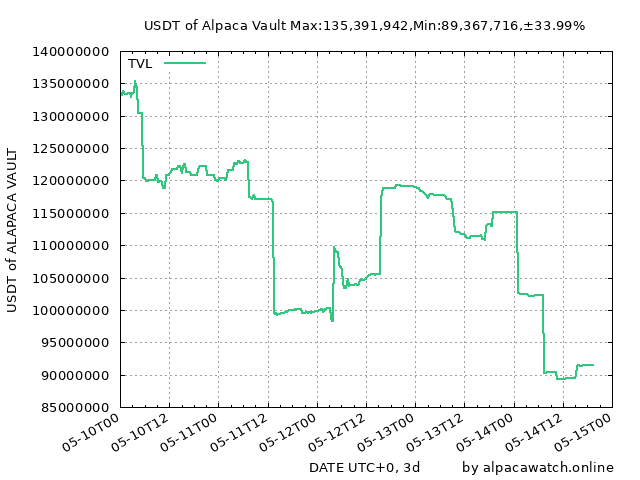 USDT of Alpaca Vault Max:135,391,942,Min:89,367,716,±33.99%
TVL
USDT of ALAPACA VAULT
140000000
135000000
130000000
125000000
120000000
115000000
110000000
105000000
100000000
95000000
90000000
85000000
05-10T00
05-10T12
05-11T00
05-11T12
05-12T00
05-12T12
05-13T00
05-13T12
05-14T00
05-14T12
05-15T00
DATE UTC+0, 3d
by alpacawatch.online